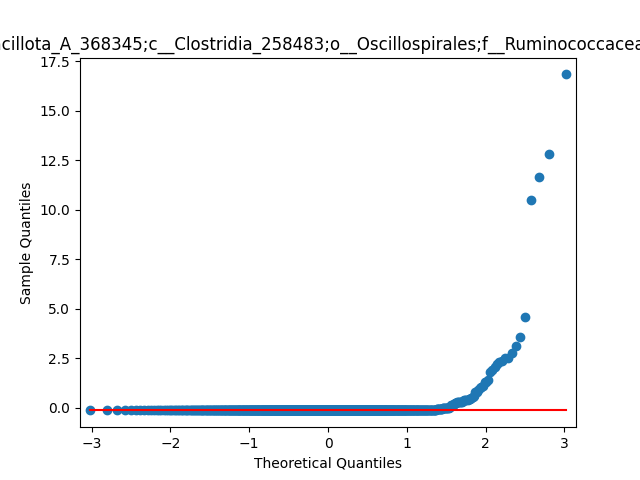 cillota_A_368345;c__Clostridia_258483;o__Oscillospirales;f__Ruminococcacea
17.5
15.0
12.5
10.0
7.5
5.0
2.5
0.0
Sample Quantiles
−3 −2 −1 0 1 2 3
Theoretical Quantiles